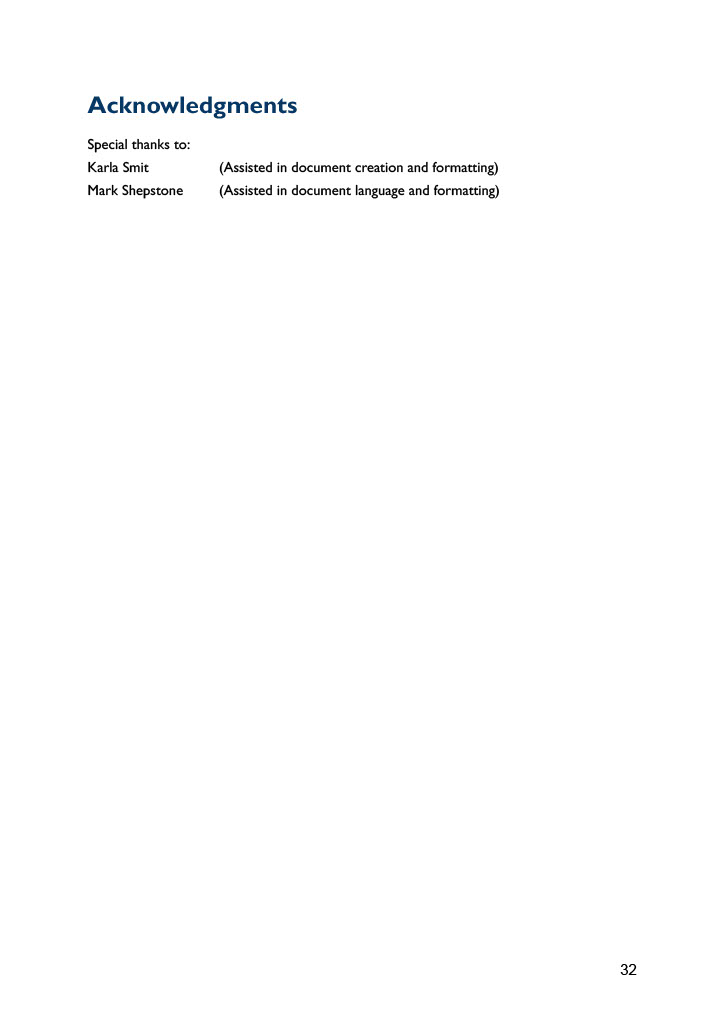 Acknowledgments
Special thanks to:
Karla Smit (Assisted in document creation and formatting)
Mark Shepstone (Assisted in document language and formatting)
32